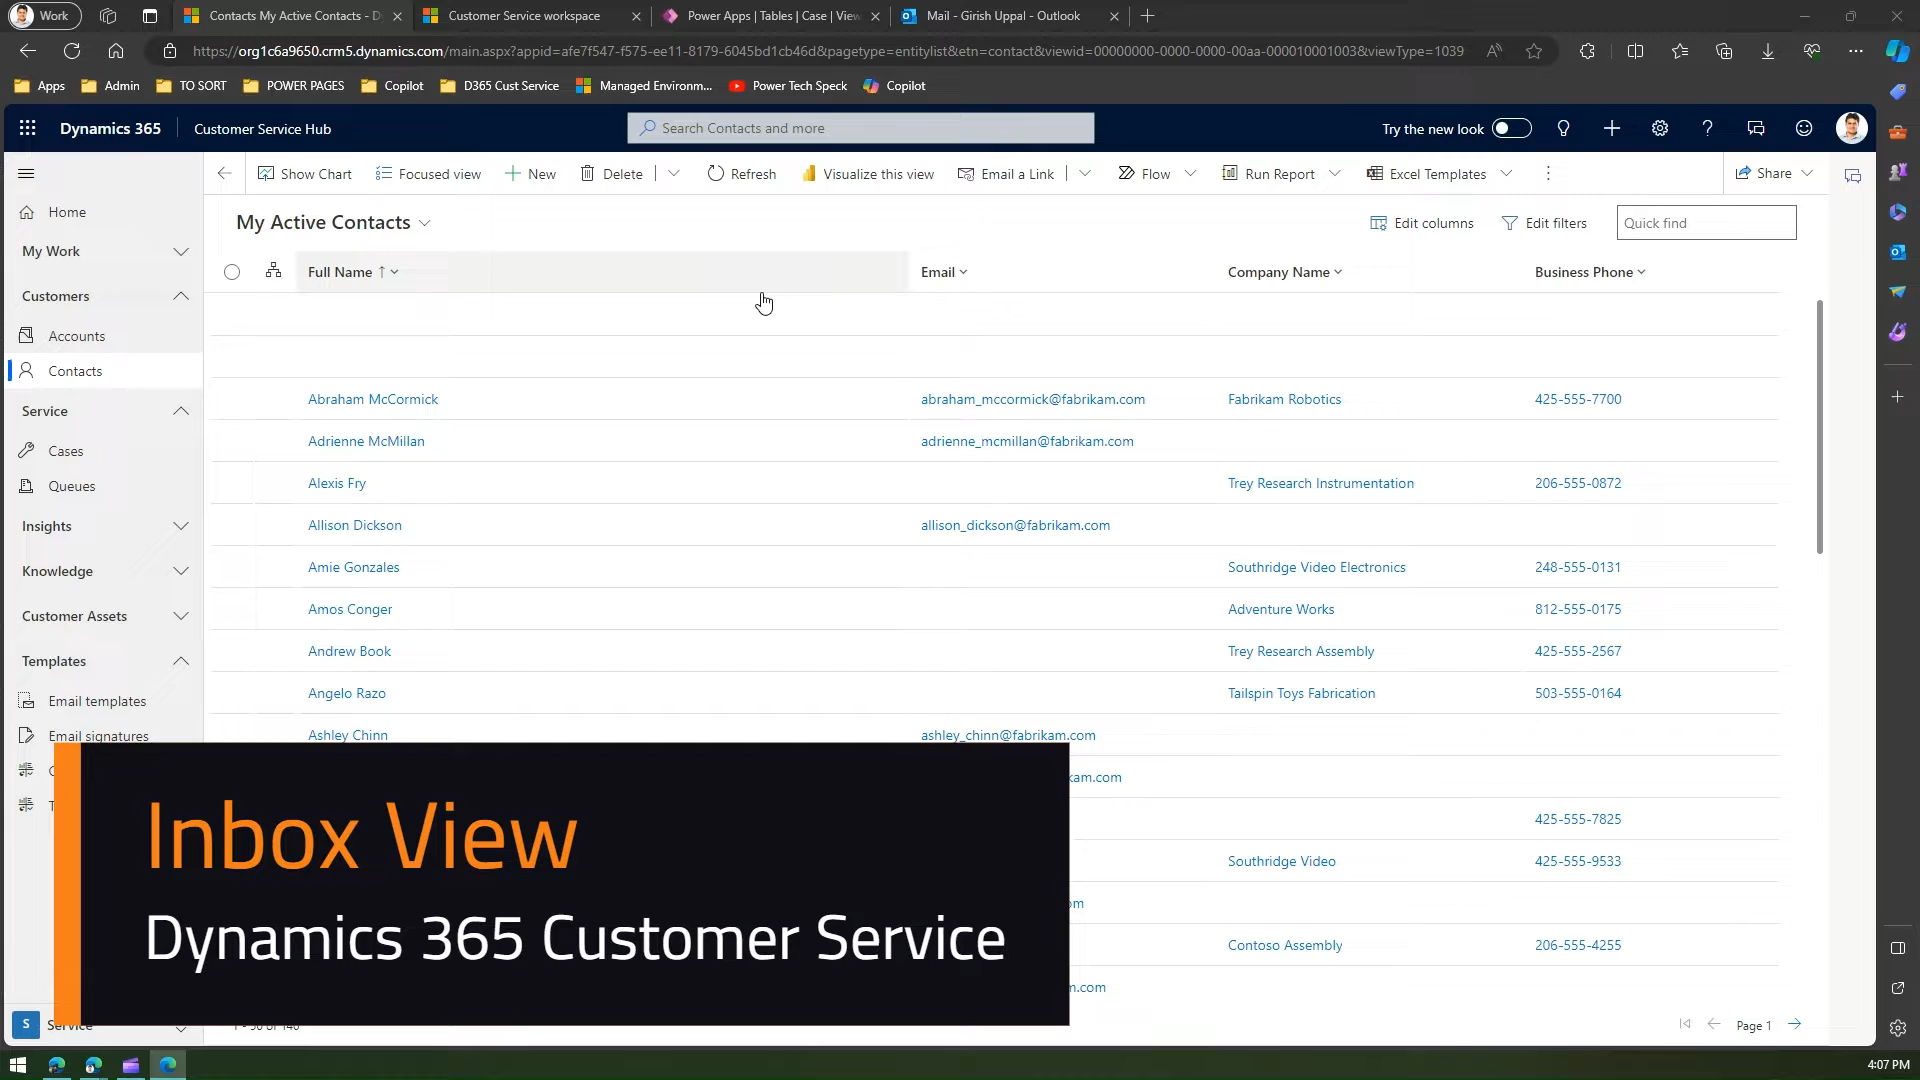 Work
Contacts My Active Contacts - D
Customer Service workspace
Power Apps | Tables | Case | View
Mail - Girish Uppal - Outlook
https://org1c6a9650.crm5.dynamics.com/main.aspx?appid=afe7f547-f575-ee11-8179-6045bd1cb46d&pagetype=entitylist&etn=contact&viewid=00000000-0000-0000-00aa-000010001003&viewType=1039
Apps
Admin
TO SORT
POWER PAGES
Copilot
D365 Cust Service
Managed Environm...
Power Tech Speck
Copilot
Dynamics 365
Customer Service Hub
Search Contacts and more
Try the new look
Show Chart
Focused view
New
Delete
Refresh
Visualize this view
Email a Link
Flow
Run Report
Excel Templates
Share
Home
My Work
Customers
Accounts
Contacts
Service
Cases
Queues
Insights
Knowledge
Customer Assets
Templates
Email templates
Email signatures
My Active Contacts
Edit columns
Edit filters
Quick find
Full Name ↑
Email
Company Name
Business Phone
Abraham McCormick abraham_mccormick@fabrikam.com Fabrikam Robotics 425-555-7700
Adrienne McMillan adrienne_mcmillan@fabrikam.com
Alexis Fry Trey Research Instrumentation 206-555-0872
Allison Dickson allison_dickson@fabrikam.com
Amie Gonzales Southridge Video Electronics 248-555-0131
Amos Conger Adventure Works 812-555-0175
Andrew Book Trey Research Assembly 425-555-2567
Angelo Razo Tailspin Toys Fabrication 503-555-0164
Ashley Chinn ashley_chinn@fabrikam.com
kam.com
425-555-7825
Southridge Video 425-555-9533
om
Contoso Assembly 206-555-4255
n.com
Inbox View
Dynamics 365 Customer Service
S
Service
Page 1
4:07 PM